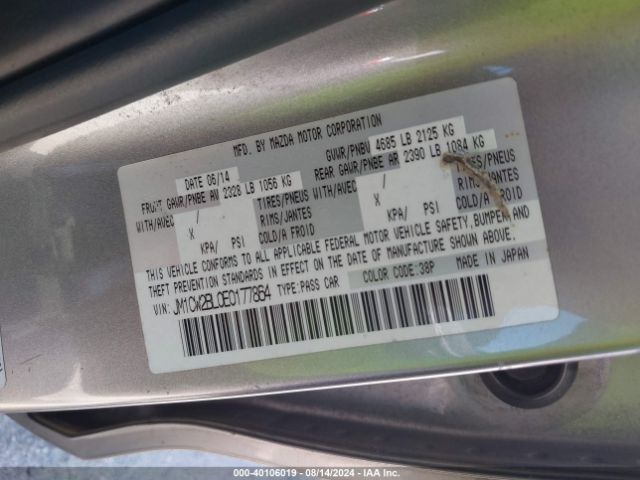 MFD. BY MAZDA MOTOR CORPORATION
DATE 06/14 GVWR/PNBV 4685 LB 2125 KG
FRONT GAWR/PNBE AV 2328 LB 1056 KG REAR GAWR/PNBE AR 2390 LB 1084 KG
WITH/AVEC / TIRES/PNEUS WITH/AVEC / TIRES/PNEUS
X RIMS/JANTES X RIMS/JANTES
KPA/ PSI COLD/A FROID KPA/ PSI COLD/A FROID
THIS VEHICLE CONFORMS TO ALL APPLICABLE FEDERAL MOTOR VEHICLE SAFETY, BUMPER, AND
THEFT PREVENTION STANDARDS IN EFFECT ON THE DATE OF MANUFACTURE SHOWN ABOVE.
VIN: JM1CW2BL0E0177864 TYPE:PASS CAR COLOR CODE:38P MADE IN JAPAN
000-40106019 - 08/14/2024 - IAA Inc.